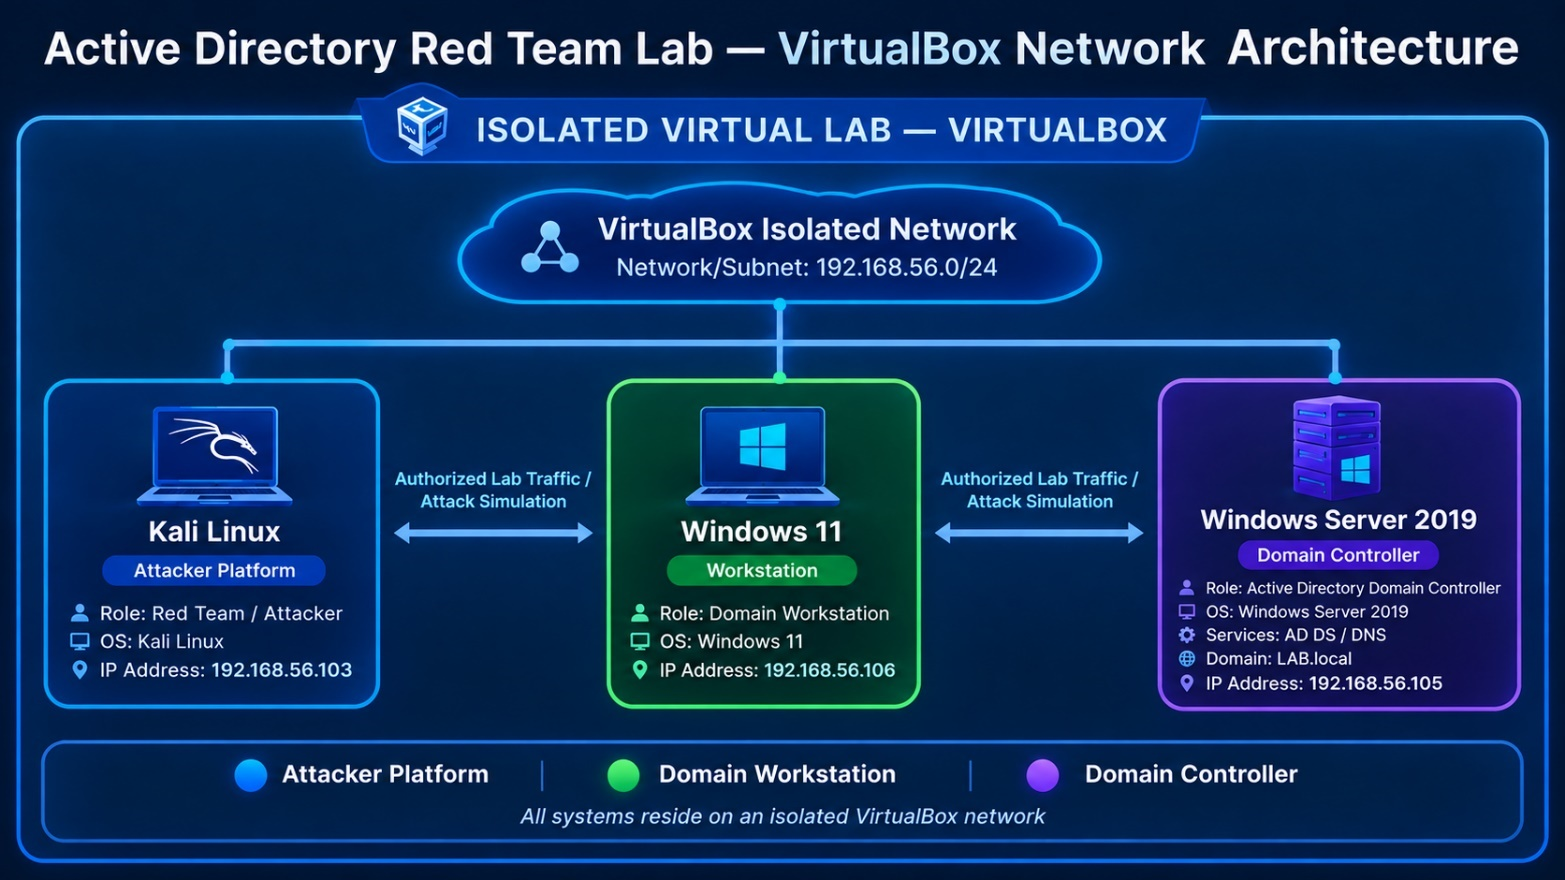 Active Directory Red Team Lab — VirtualBox Network Architecture
ISOLATED VIRTUAL LAB — VIRTUALBOX
VirtualBox Isolated Network
Network/Subnet: 192.168.56.0/24
Kali Linux
Attacker Platform
Role: Red Team / Attacker
OS: Kali Linux
IP Address: 192.168.56.103
Authorized Lab Traffic /
Attack Simulation
Windows 11
Workstation
Role: Domain Workstation
OS: Windows 11
IP Address: 192.168.56.106
Authorized Lab Traffic /
Attack Simulation
Windows Server 2019
Domain Controller
Role: Active Directory Domain Controller
OS: Windows Server 2019
Services: AD DS / DNS
Domain: LAB.local
IP Address: 192.168.56.105
Attacker Platform
Domain Workstation
Domain Controller
All systems reside on an isolated VirtualBox network